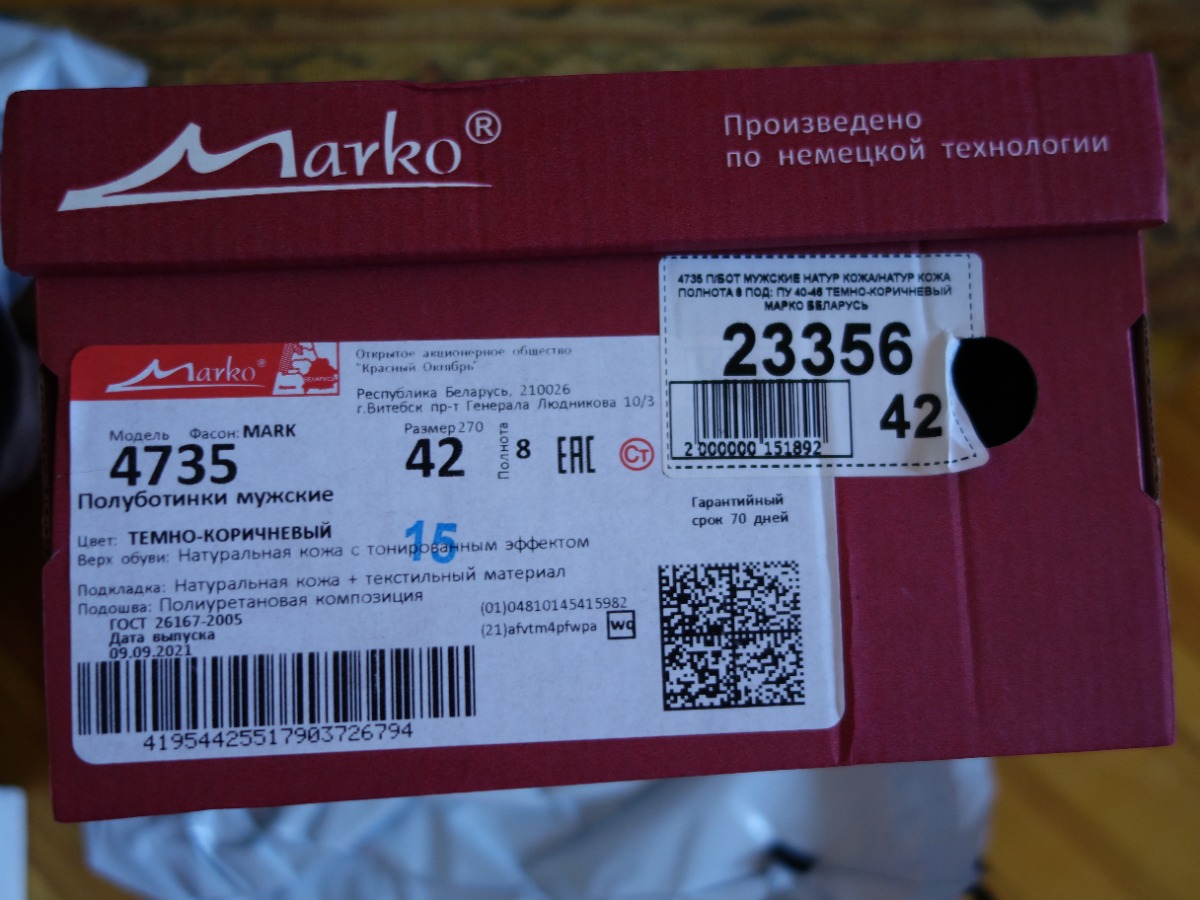 Marko®
Произведено
по немецкой технологии
4735 П/БОТ МУЖСКИЕ НАТУР КОЖА/НАТУР КОЖА
ПОЛНОТА 8 ПОД: ПУ 40-46 ТЕМНО-КОРИЧНЕВЫЙ
МАРКО БЕЛАРУСЬ
23356
42
2 000000 151892
Marko®
БЕЛАРУСЬ
Открытое акционерное общество
"Красный Октябрь"
Республика Беларусь, 210026
г.Витебск пр-т Генерала Людникова 10/3
Модель Фасон: MARK
4735
Размер 270
42
Полнота
8
ЕАС
Ст
Полуботинки мужские
Гарантийный
срок 70 дней
Цвет: ТЕМНО-КОРИЧНЕВЫЙ
15
Верх обуви: Натуральная кожа с тонированным эффектом
Подкладка: Натуральная кожа + текстильный материал
Подошва: Полиуретановая композиция
ГОСТ 26167-2005
Дата выпуска
09.09.2021
(01)04810145415982
(21)afvtm4pfwpa
41954425517903726794